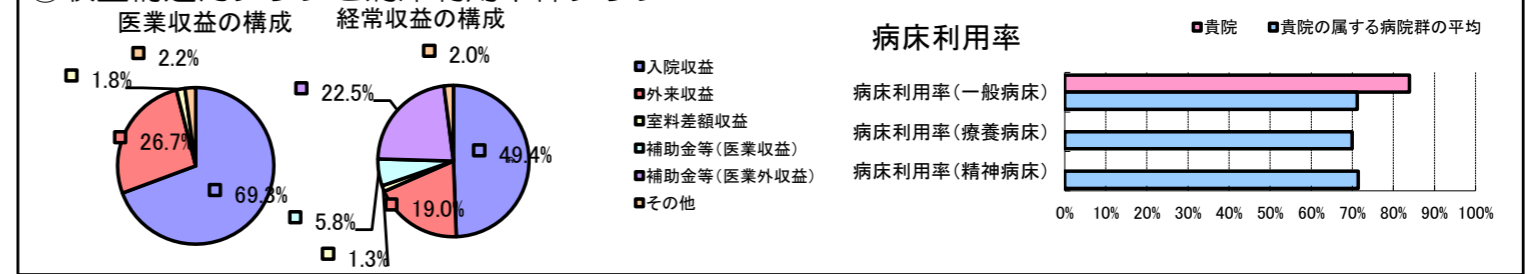 医業収益の構成
2.2%
1.8%
26.7%
69.3%
経常収益の構成
2.0%
22.5%
49.4%
19.0%
5.8%
1.3%
入院収益
外来収益
室料差額収益
補助金等(医業収益)
補助金等(医業外収益)
その他
病床利用率
貴院 貴院の属する病院群の平均
病床利用率(一般病床)
病床利用率(療養病床)
病床利用率(精神病床)
0% 10% 20% 30% 40% 50% 60% 70% 80% 90% 100%